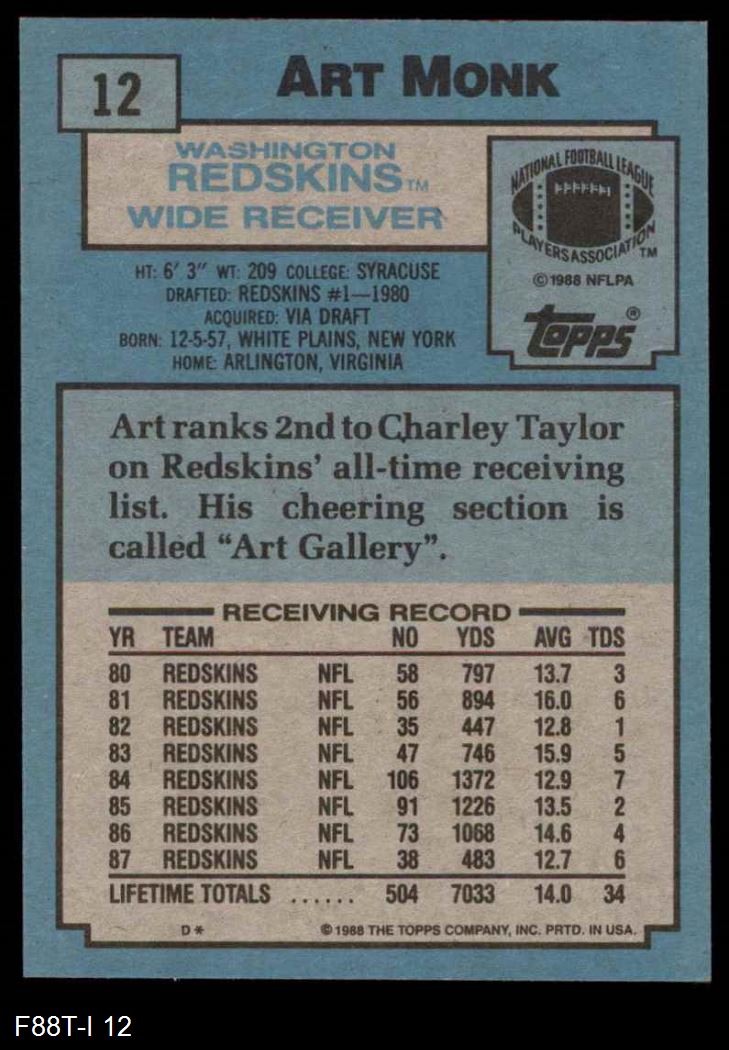 12
ART MONK
WASHINGTON
REDSKINS™
WIDE RECEIVER
NATIONAL FOOTBALL LEAGUE
PLAYERS ASSOCIATION ™
© 1988 NFLPA
Topps®
HT: 6' 3" WT: 209 COLLEGE: SYRACUSE
DRAFTED: REDSKINS #1—1980
ACQUIRED: VIA DRAFT
BORN: 12-5-57, WHITE PLAINS, NEW YORK
HOME: ARLINGTON, VIRGINIA
Art ranks 2nd to Charley Taylor
on Redskins' all-time receiving
list. His cheering section is
called "Art Gallery".
RECEIVING RECORD
YR TEAM NO YDS AVG TDS
80 REDSKINS NFL 58 797 13.7 3
81 REDSKINS NFL 56 894 16.0 6
82 REDSKINS NFL 35 447 12.8 1
83 REDSKINS NFL 47 746 15.9 5
84 REDSKINS NFL 106 1372 12.9 7
85 REDSKINS NFL 91 1226 13.5 2
86 REDSKINS NFL 73 1068 14.6 4
87 REDSKINS NFL 38 483 12.7 6
LIFETIME TOTALS ...... 504 7033 14.0 34
D* © 1988 THE TOPPS COMPANY, INC. PRTD. IN USA.
F88T-I 12